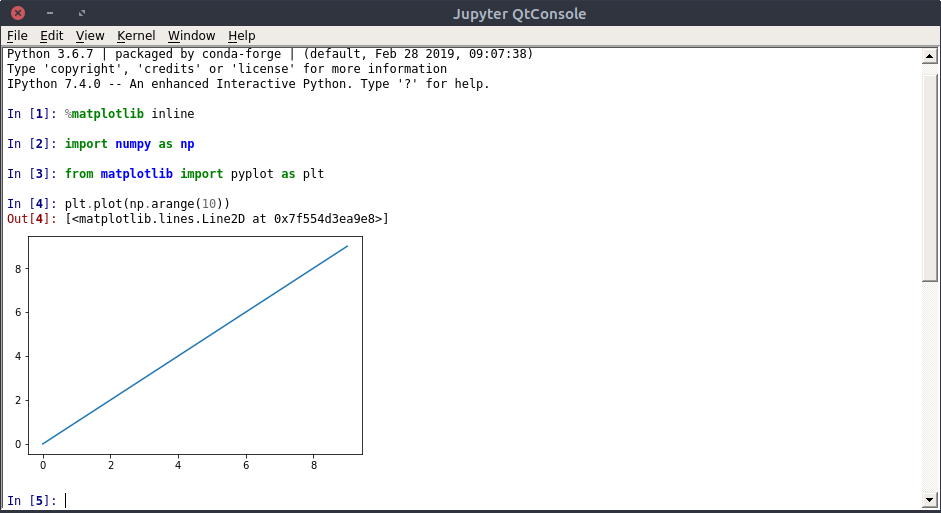 Jupyter QtConsole
File Edit View Kernel Window Help
Python 3.6.7 | packaged by conda-forge | (default, Feb 28 2019, 09:07:38)
Type 'copyright', 'credits' or 'license' for more information
IPython 7.4.0 -- An enhanced Interactive Python. Type '?' for help.
In [1]: %matplotlib inline
In [2]: import numpy as np
In [3]: from matplotlib import pyplot as plt
In [4]: plt.plot(np.arange(10))
Out[4]: [<matplotlib.lines.Line2D at 0x7f554d3ea9e8>]
8
6
4
2
0
0 2 4 6 8
In [5]: